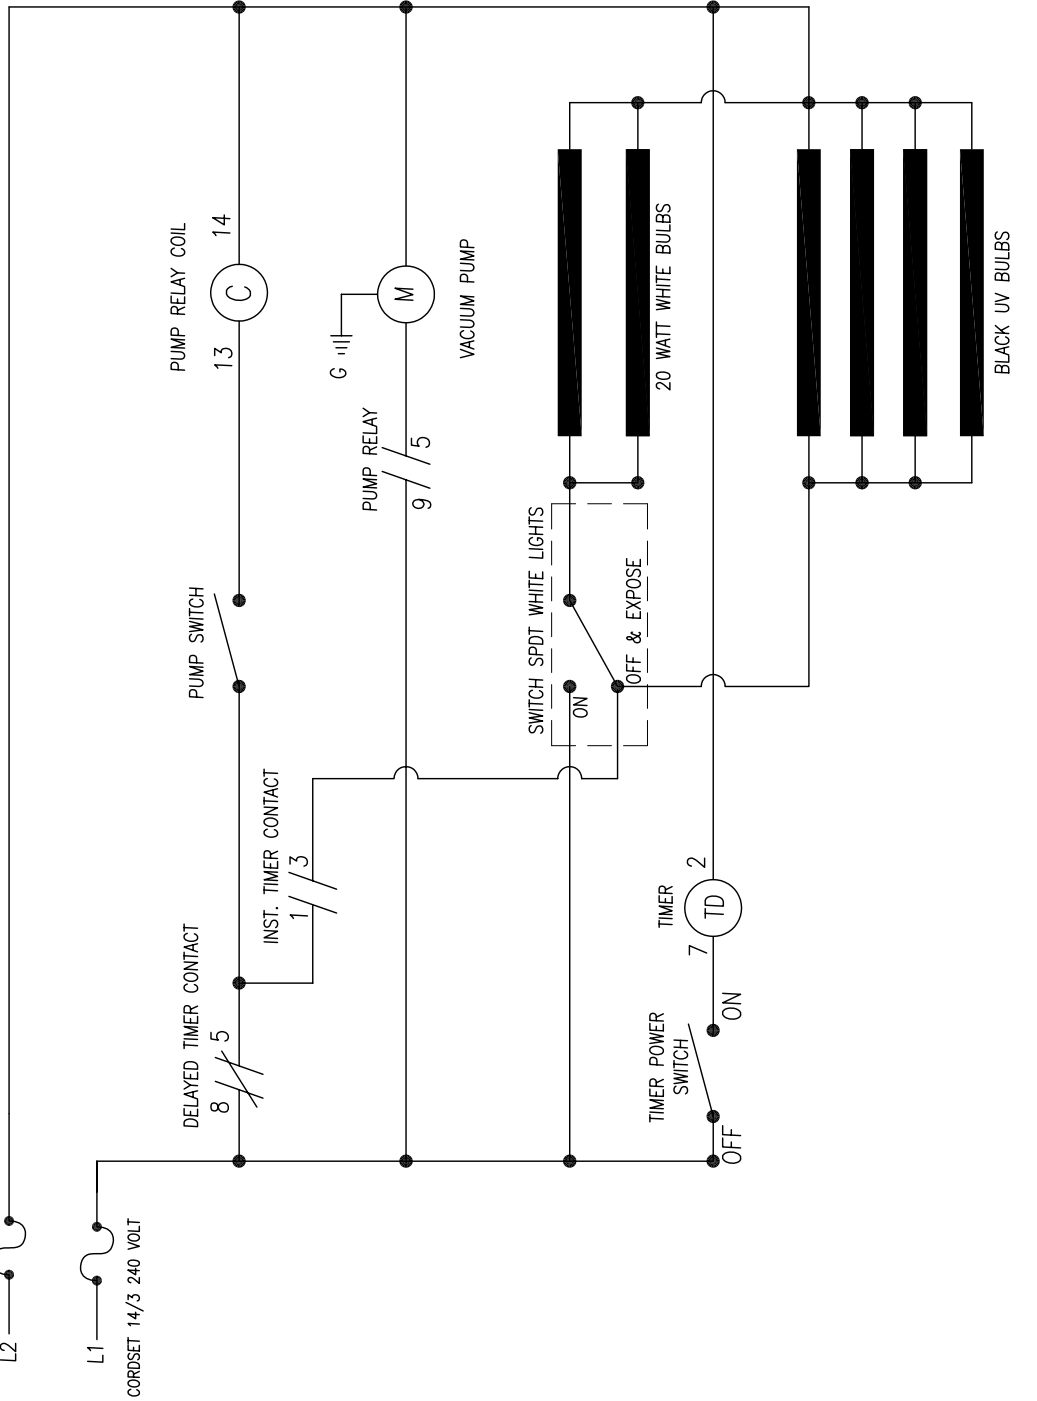 L2
L1
CORDSET 14/3 240 VOLT
DELAYED TIMER CONTACT
8 5
PUMP SWITCH
PUMP RELAY COIL
13 C 14
INST. TIMER CONTACT
1 3
PUMP RELAY
9 5
G
M
VACUUM PUMP
SWITCH SPDT WHITE LIGHTS
ON
OFF & EXPOSE
20 WATT WHITE BULBS
TIMER POWER
SWITCH
OFF ON
TIMER
7 TD 2
BLACK UV BULBS